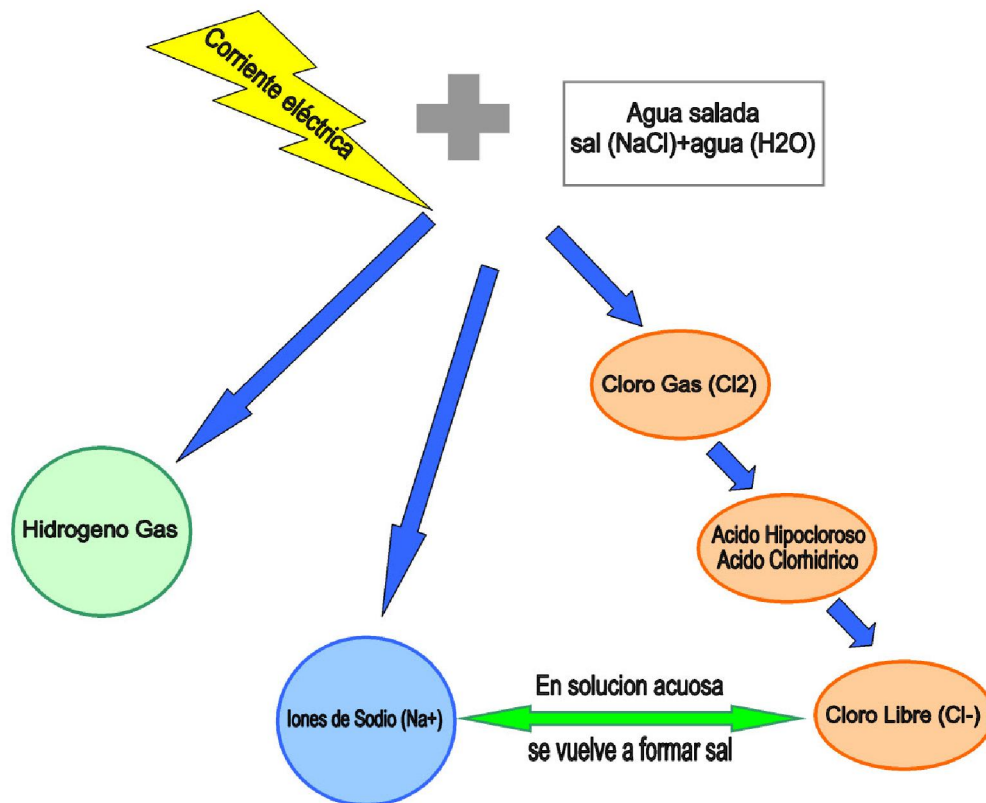 Corriente eléctrica
Agua salada
sal (NaCl)+agua (H2O)
Cloro Gas (Cl2)
Hidrogeno Gas
Acido Hipocloroso
Acido Clorhidrico
En solucion acuosa
Iones de Sodio (Na+)
Cloro Libre (Cl-)
se vuelve a formar sal